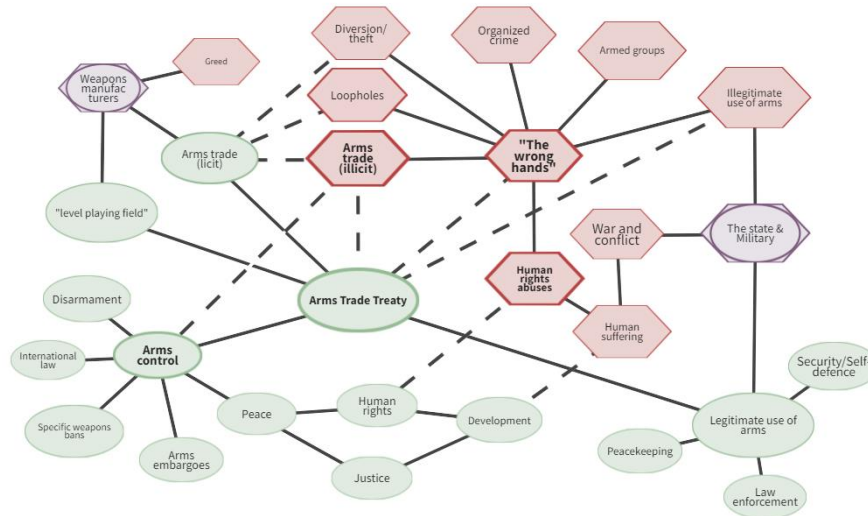 Diversion/
theft
Organized
crime
Armed groups
Greed
Weapons
manufac
turers
Loopholes
Illegitimate
use of arms
Arms trade
(licit)
Arms
trade
(illicit)
"The
wrong
hands"
"level playing field"
War and
conflict
The state &
Military
Human
rights
abuses
Disarmament
Arms Trade Treaty
Human
suffering
International
law
Arms
control
Security/Self-
defence
Specific weapons
bans
Peace
Human
rights
Development
Legitimate use of
arms
Arms
embargoes
Justice
Peacekeeping
Law
enforcement